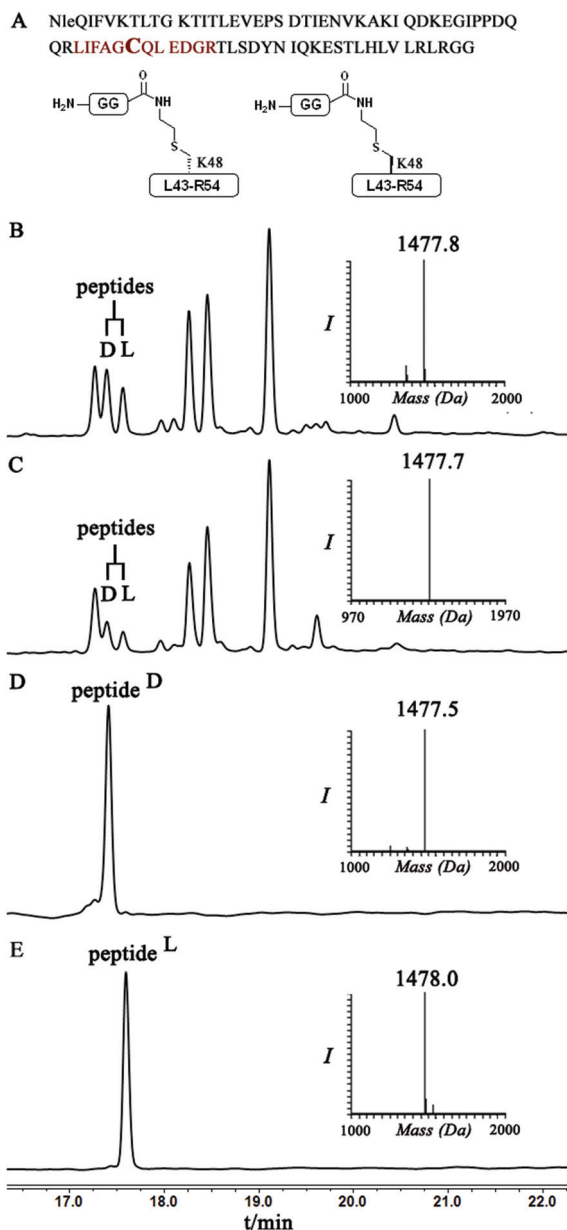 A NleQIFVKTLTG KTITLEVEPS DTIENVKAKI QDKEGIPPDQ
QRLIFAGCQL EDGRTLSDYN IQKESTLHLV LRLRGG
H₂N GG O NH S K48 L43-R54
H₂N GG O NH S K48 L43-R54
B
peptides
D L
1477.8
I
1000 Mass (Da) 2000
C
peptides
D L
1477.7
I
970 Mass (Da) 1970
D
peptide D
1477.5
I
1000 Mass (Da) 2000
E
peptide L
1478.0
I
1000 Mass (Da) 2000
17.0 18.0 19.0 20.0 21.0 22.0
t/min